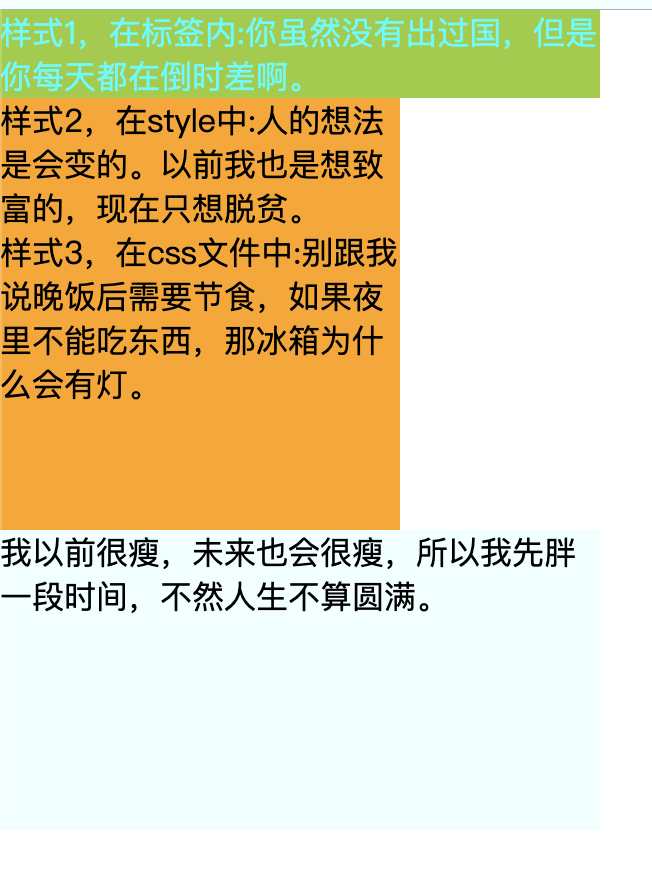 样式1，在标签内:你虽然没有出过国，但是
你每天都在倒时差啊。
样式2，在style中:人的想法
是会变的。以前我也是想致
富的，现在只想脱贫。
样式3，在css文件中:别跟我
说晚饭后需要节食，如果夜
里不能吃东西，那冰箱为什
么会有灯。
我以前很瘦，未来也会很瘦，所以我先胖
一段时间，不然人生不算圆满。